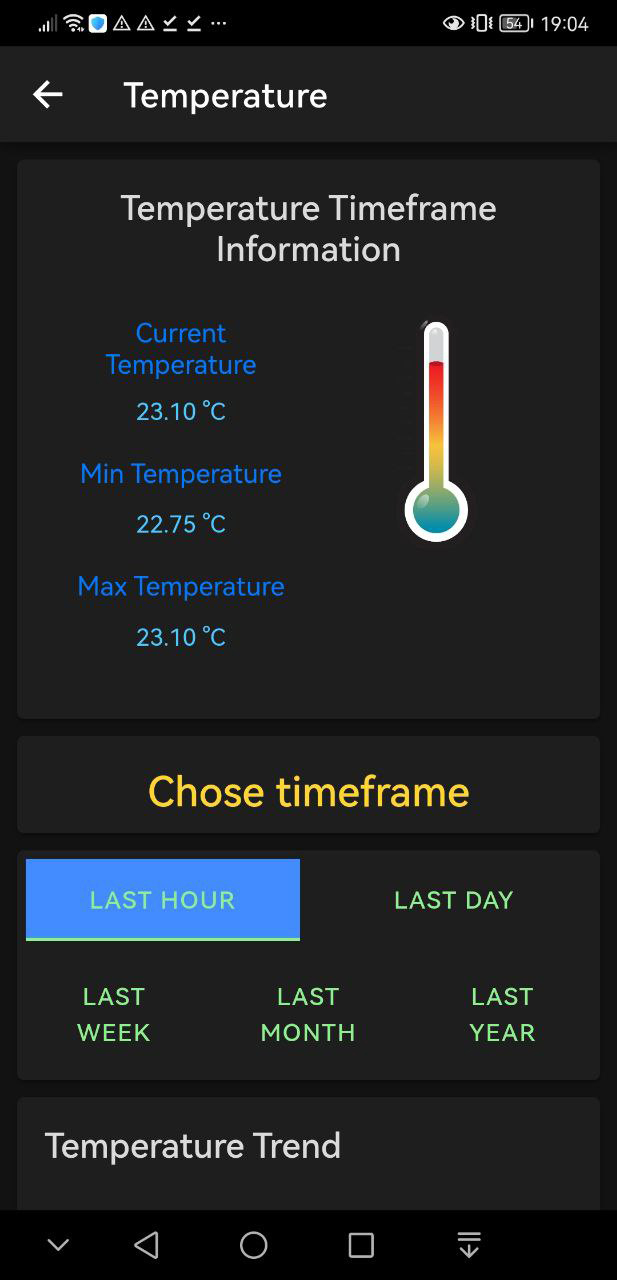 54 19:04
Temperature
Temperature Timeframe
Information
Current
Temperature
23.10 °C
Min Temperature
22.75 °C
Max Temperature
23.10 °C
Chose timeframe
LAST HOUR
LAST DAY
LAST
WEEK
LAST
MONTH
LAST
YEAR
Temperature Trend